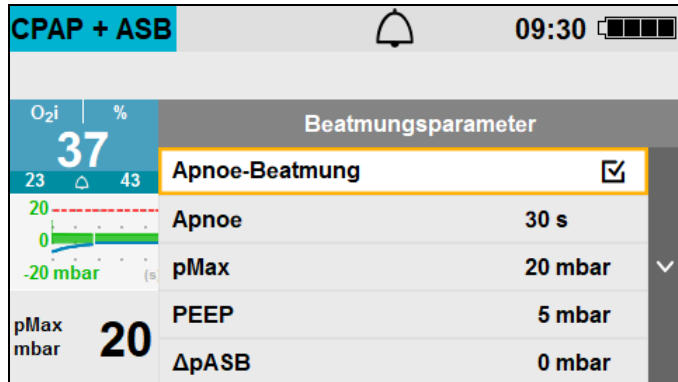 CPAP + ASB 09:30
O₂i %
37
23 43
20
0
-20 mbar (s
pMax
mbar 20
Beatmungsparameter
Apnoe-Beatmung
Apnoe 30 s
pMax 20 mbar
PEEP 5 mbar
ΔpASB 0 mbar